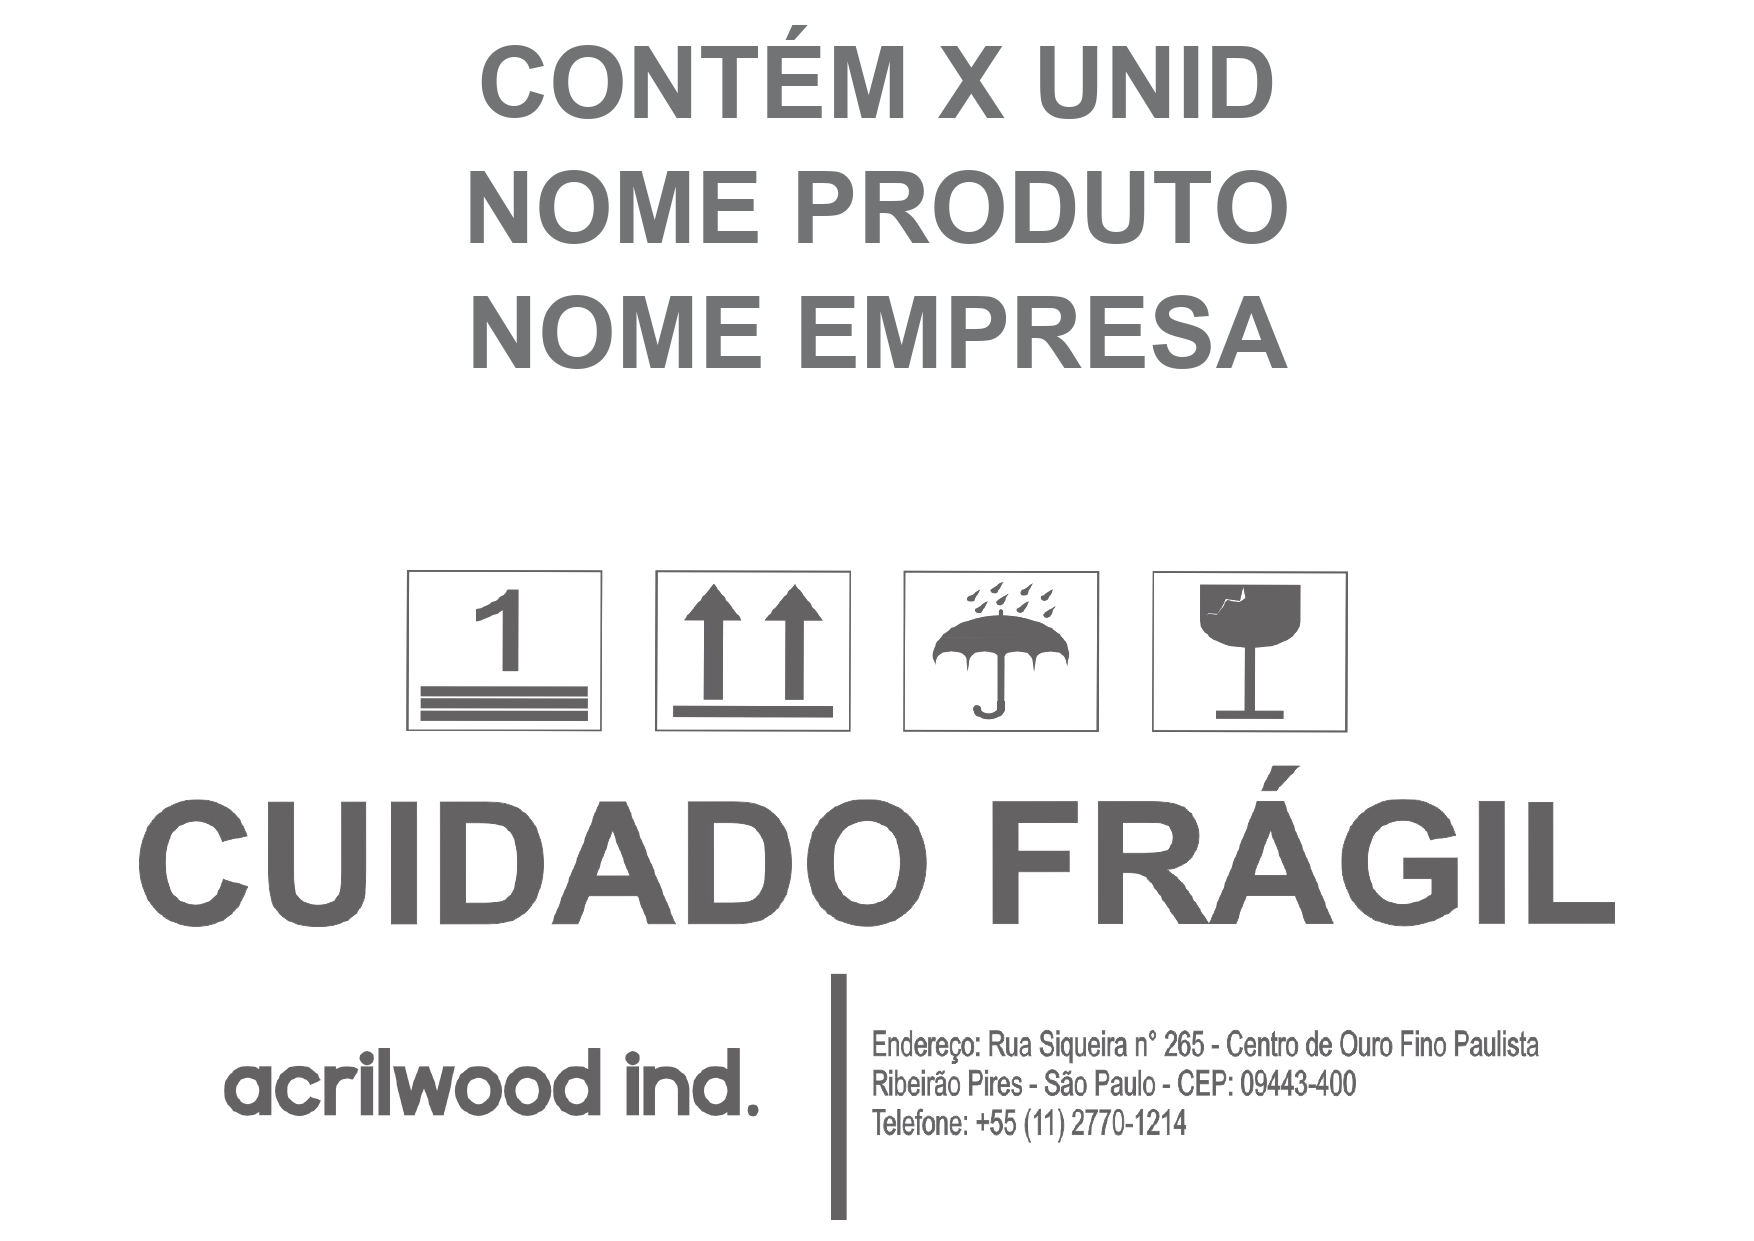 CONTÉM X UNID
NOME PRODUTO
NOME EMPRESA
1
CUIDADO FRÁGIL
acrilwood ind.
Endereço: Rua Siqueira n° 265 - Centro de Ouro Fino Paulista
Ribeirão Pires - São Paulo - CEP: 09443-400
Telefone: +55 (11) 2770-1214